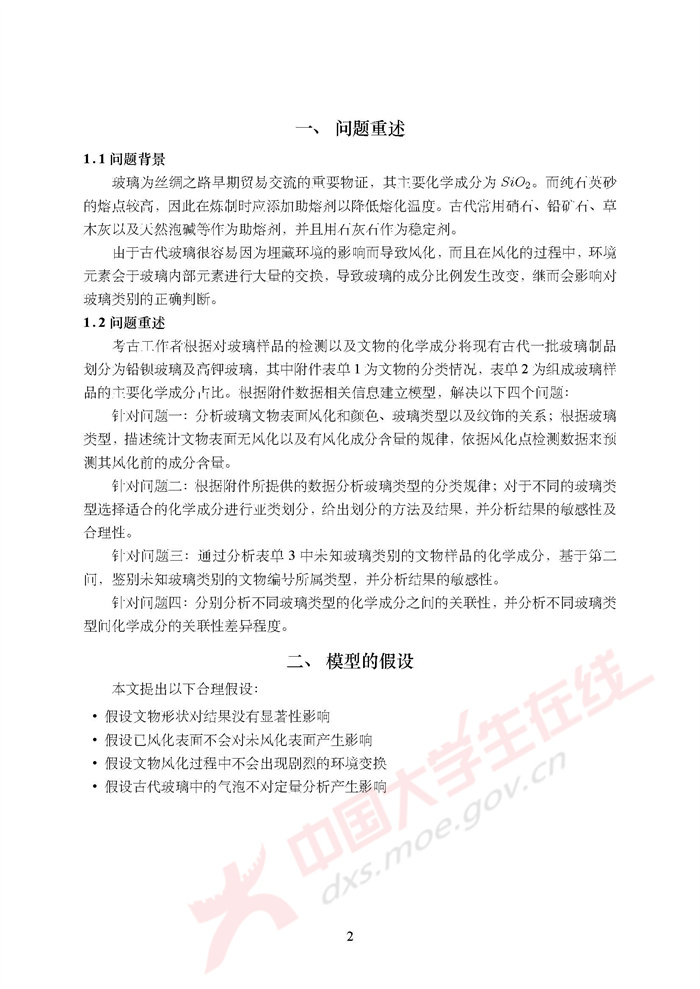 一、 问题重述
1.1 问题背景
玻璃为丝绸之路早期贸易交流的重要物证，其主要化学成分为 SiO₂。而纯石英砂
的熔点较高，因此在炼制时应添加助熔剂以降低熔化温度。古代常用硝石、铅矿石、草
木灰以及天然泡碱等作为助熔剂，并且用石灰石作为稳定剂。
由于古代玻璃很容易因为埋藏环境的影响而导致风化，而且在风化的过程中，环境
元素会于玻璃内部元素进行大量的交换，导致玻璃的成分比例发生改变，继而会影响对
玻璃类别的正确判断。
1.2 问题重述
考古工作者根据对玻璃样品的检测以及文物的化学成分将现有古代一批玻璃制品
划分为铅钡玻璃及高钾玻璃，其中附件表单 1 为文物的分类情况，表单 2 为组成玻璃样
品的主要化学成分占比。根据附件数据相关信息建立模型，解决以下四个问题：
针对问题一：分析玻璃文物表面风化和颜色、玻璃类型以及纹饰的关系；根据玻璃
类型，描述统计文物表面无风化以及有风化成分含量的规律，依据风化点检测数据来预
测其风化前的成分含量。
针对问题二：根据附件所提供的数据分析玻璃类型的分类规律；对于不同的玻璃类
型选择适合的化学成分进行亚类划分，给出划分的方法及结果，并分析结果的敏感性及
合理性。
针对问题三：通过分析表单 3 中未知玻璃类别的文物样品的化学成分，基于第二
问，鉴别未知玻璃类别的文物编号所属类型，并分析结果的敏感性。
针对问题四：分别分析不同玻璃类型的化学成分之间的关联性，并分析不同玻璃类
型间化学成分的关联性差异程度。
二、 模型的假设
本文提出以下合理假设：
• 假设文物形状对结果没有显著性影响
• 假设已风化表面不会对未风化表面产生影响
• 假设文物风化过程中不会出现剧烈的环境变换
• 假设古代玻璃中的气泡不对定量分析产生影响
中国大学生在线
dxs.moe.gov.cn
2